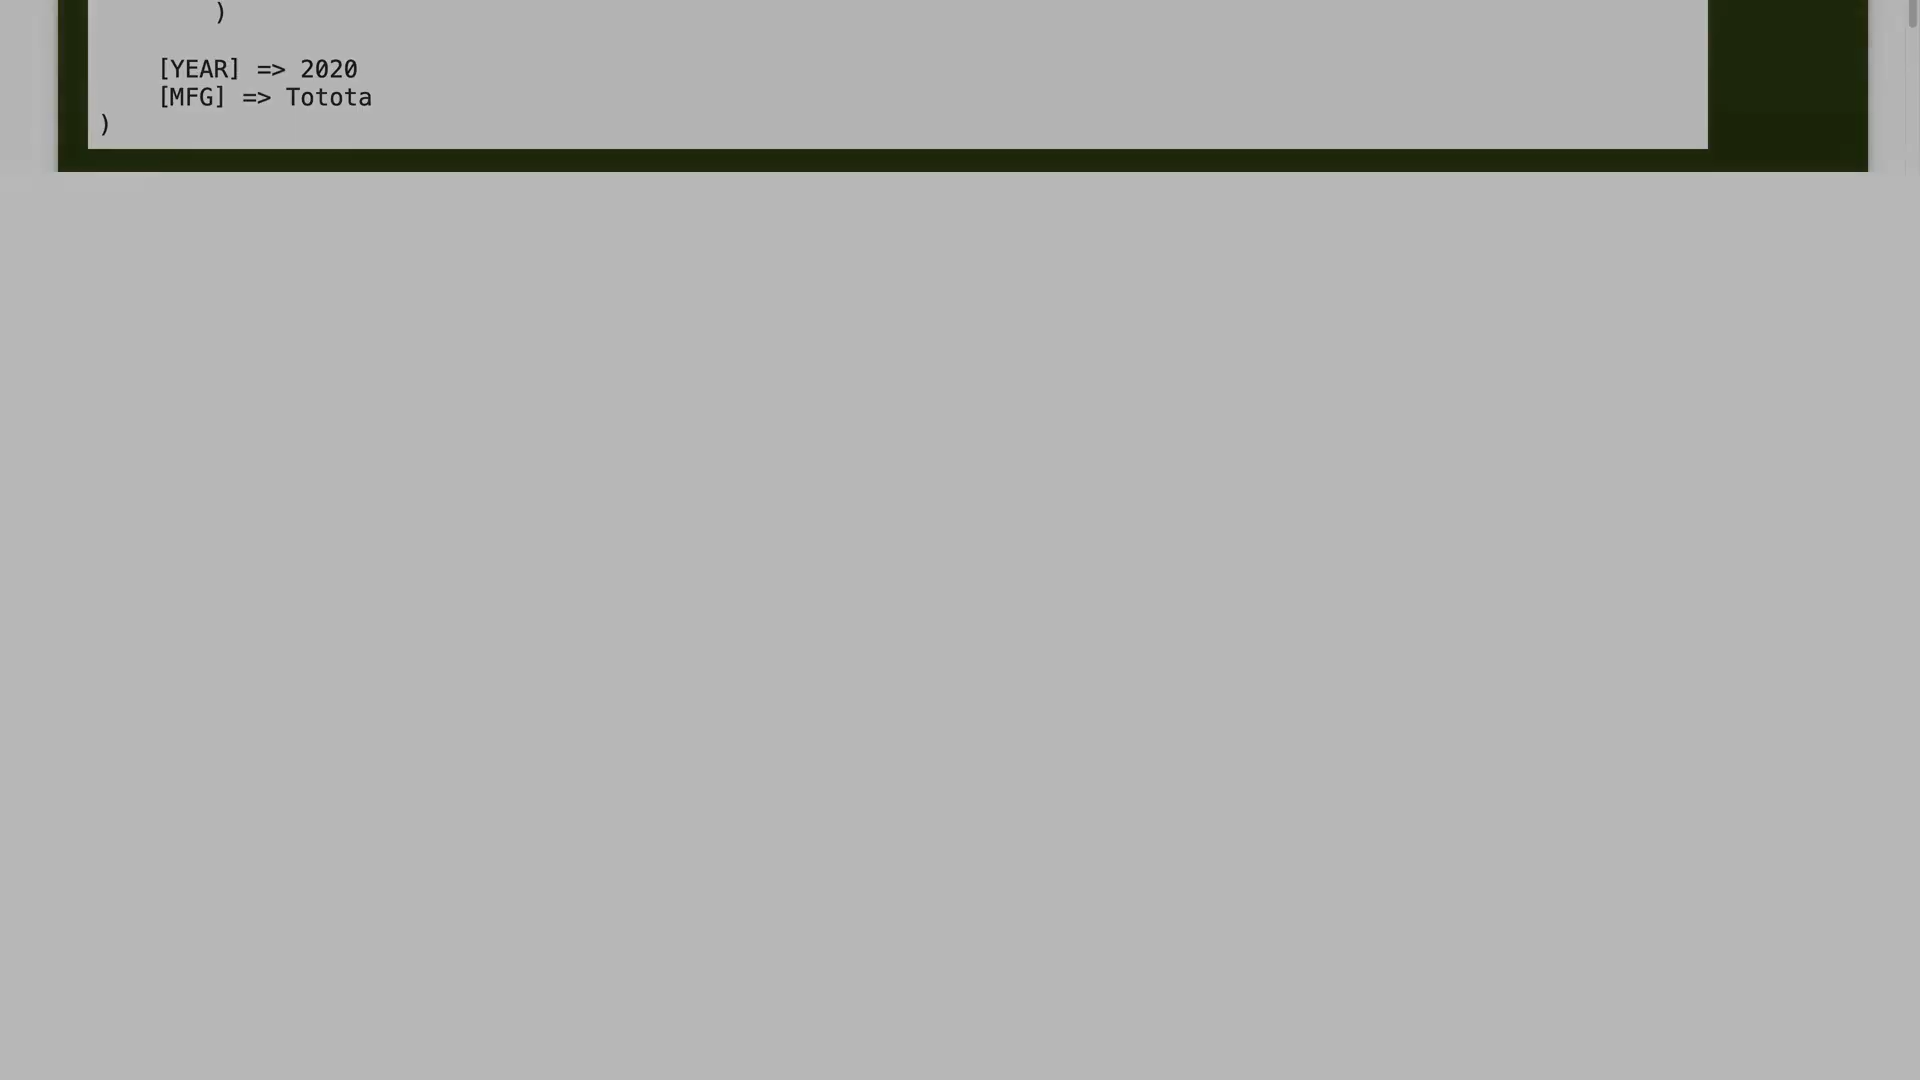 )
[YEAR] => 2020
[MFG] => Totota
)